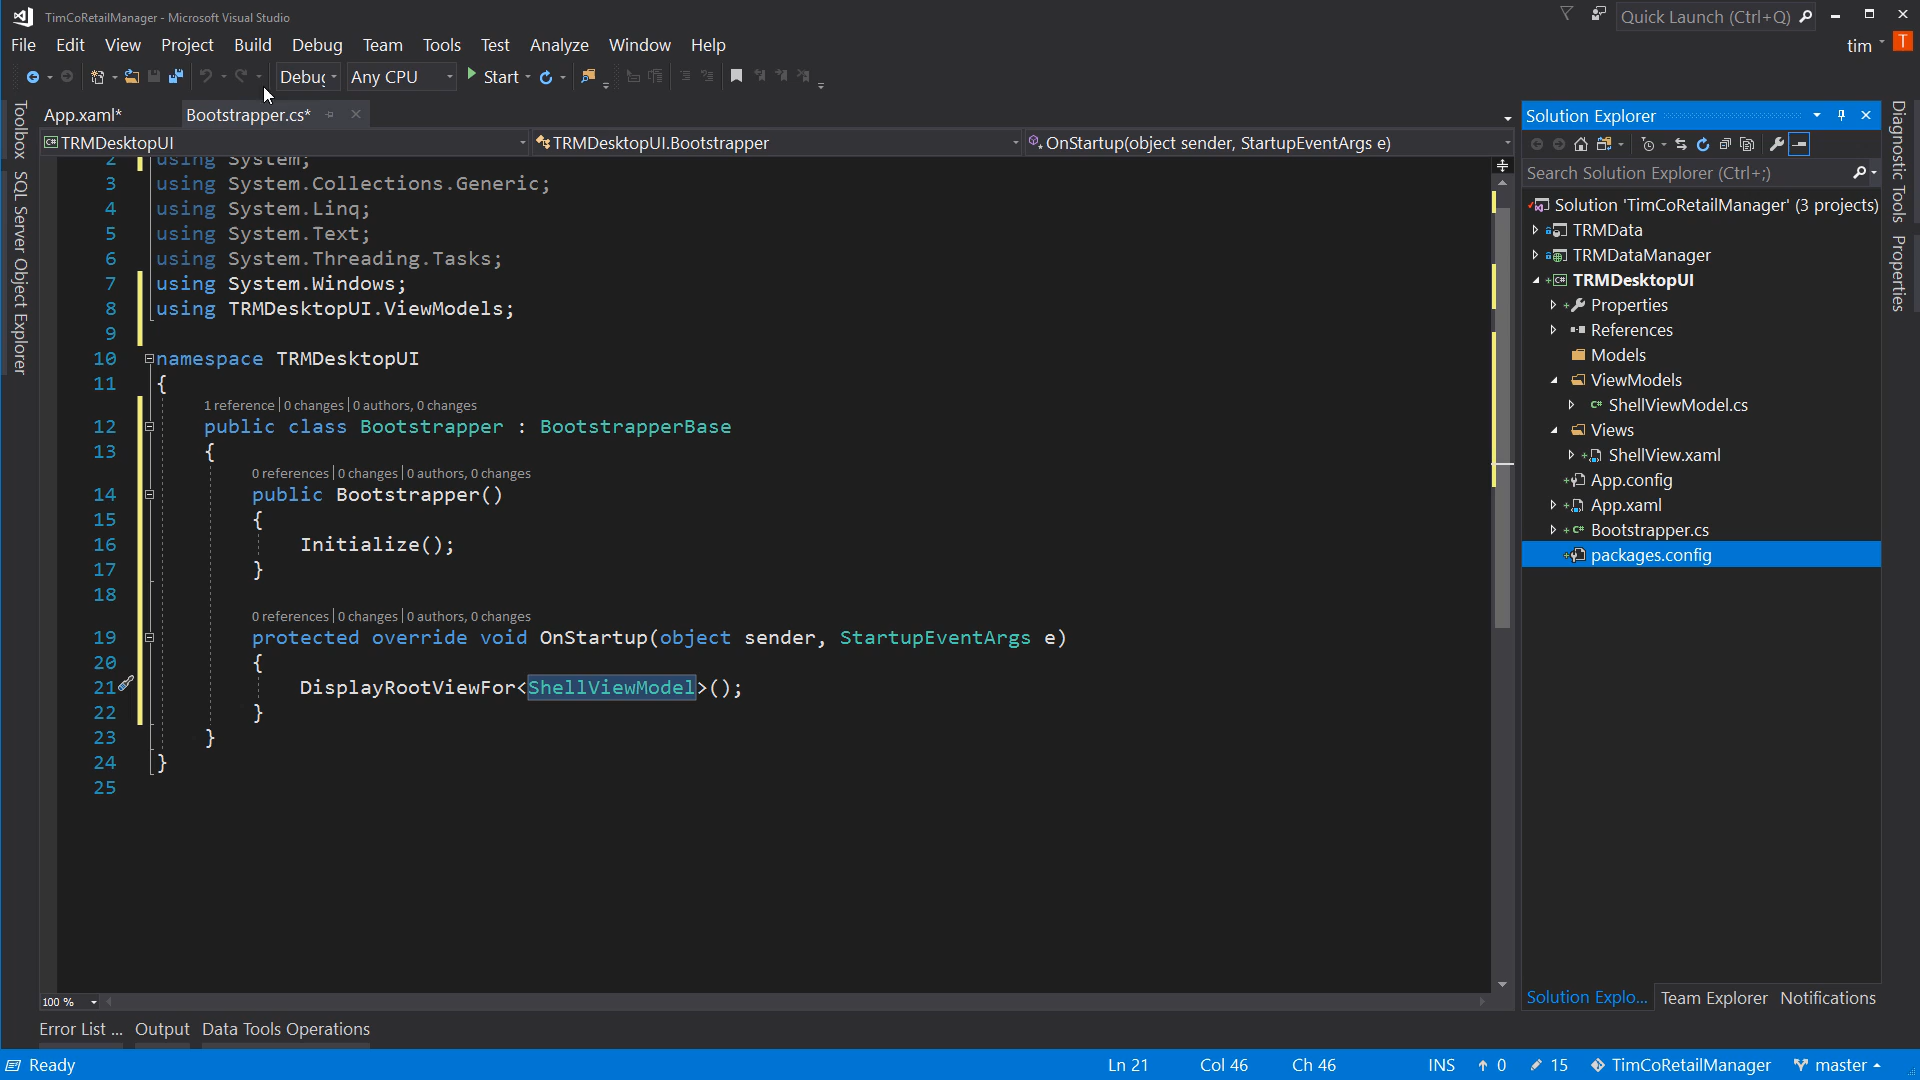 TimCoRetailManager - Microsoft Visual Studio
Quick Launch (Ctrl+Q)
File Edit View Project Build Debug Team Tools Test Analyze Window Help
tim T
Debug Any CPU Start
App.xaml* Bootstrapper.cs*
TRMDesktopUI TRMDesktopUI.Bootstrapper OnStartup(object sender, StartupEventArgs e)
Toolbox
SQL Server Object Explorer
2 using System;
3 using System.Collections.Generic;
4 using System.Linq;
5 using System.Text;
6 using System.Threading.Tasks;
7 using System.Windows;
8 using TRMDesktopUI.ViewModels;
9
10 namespace TRMDesktopUI
11 {
1 reference | 0 changes | 0 authors, 0 changes
12 public class Bootstrapper : BootstrapperBase
13 {
0 references | 0 changes | 0 authors, 0 changes
14 public Bootstrapper()
15 {
16 Initialize();
17 }
18
0 references | 0 changes | 0 authors, 0 changes
19 protected override void OnStartup(object sender, StartupEventArgs e)
20 {
21 DisplayRootViewFor<ShellViewModel>();
22 }
23 }
24 }
25
100 %
Solution Explorer
Search Solution Explorer (Ctrl+;)
Solution 'TimCoRetailManager' (3 projects)
TRMData
TRMDataManager
TRMDesktopUI
Properties
References
Models
ViewModels
ShellViewModel.cs
Views
ShellView.xaml
App.config
App.xaml
Bootstrapper.cs
packages.config
Solution Explo... Team Explorer Notifications
Diagnostic Tools
Properties
Error List ... Output Data Tools Operations
Ready Ln 21 Col 46 Ch 46 INS 0 15 TimCoRetailManager master